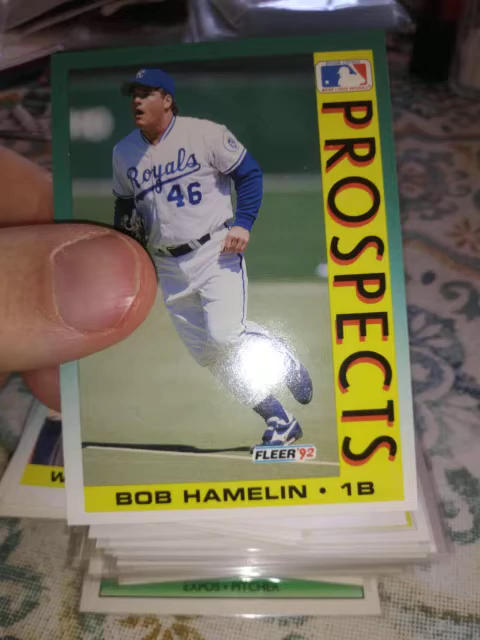 PROSPECTS
Royals
46
FLEER '92
BOB HAMELIN • 1B
W
EXPOS • PITCHER